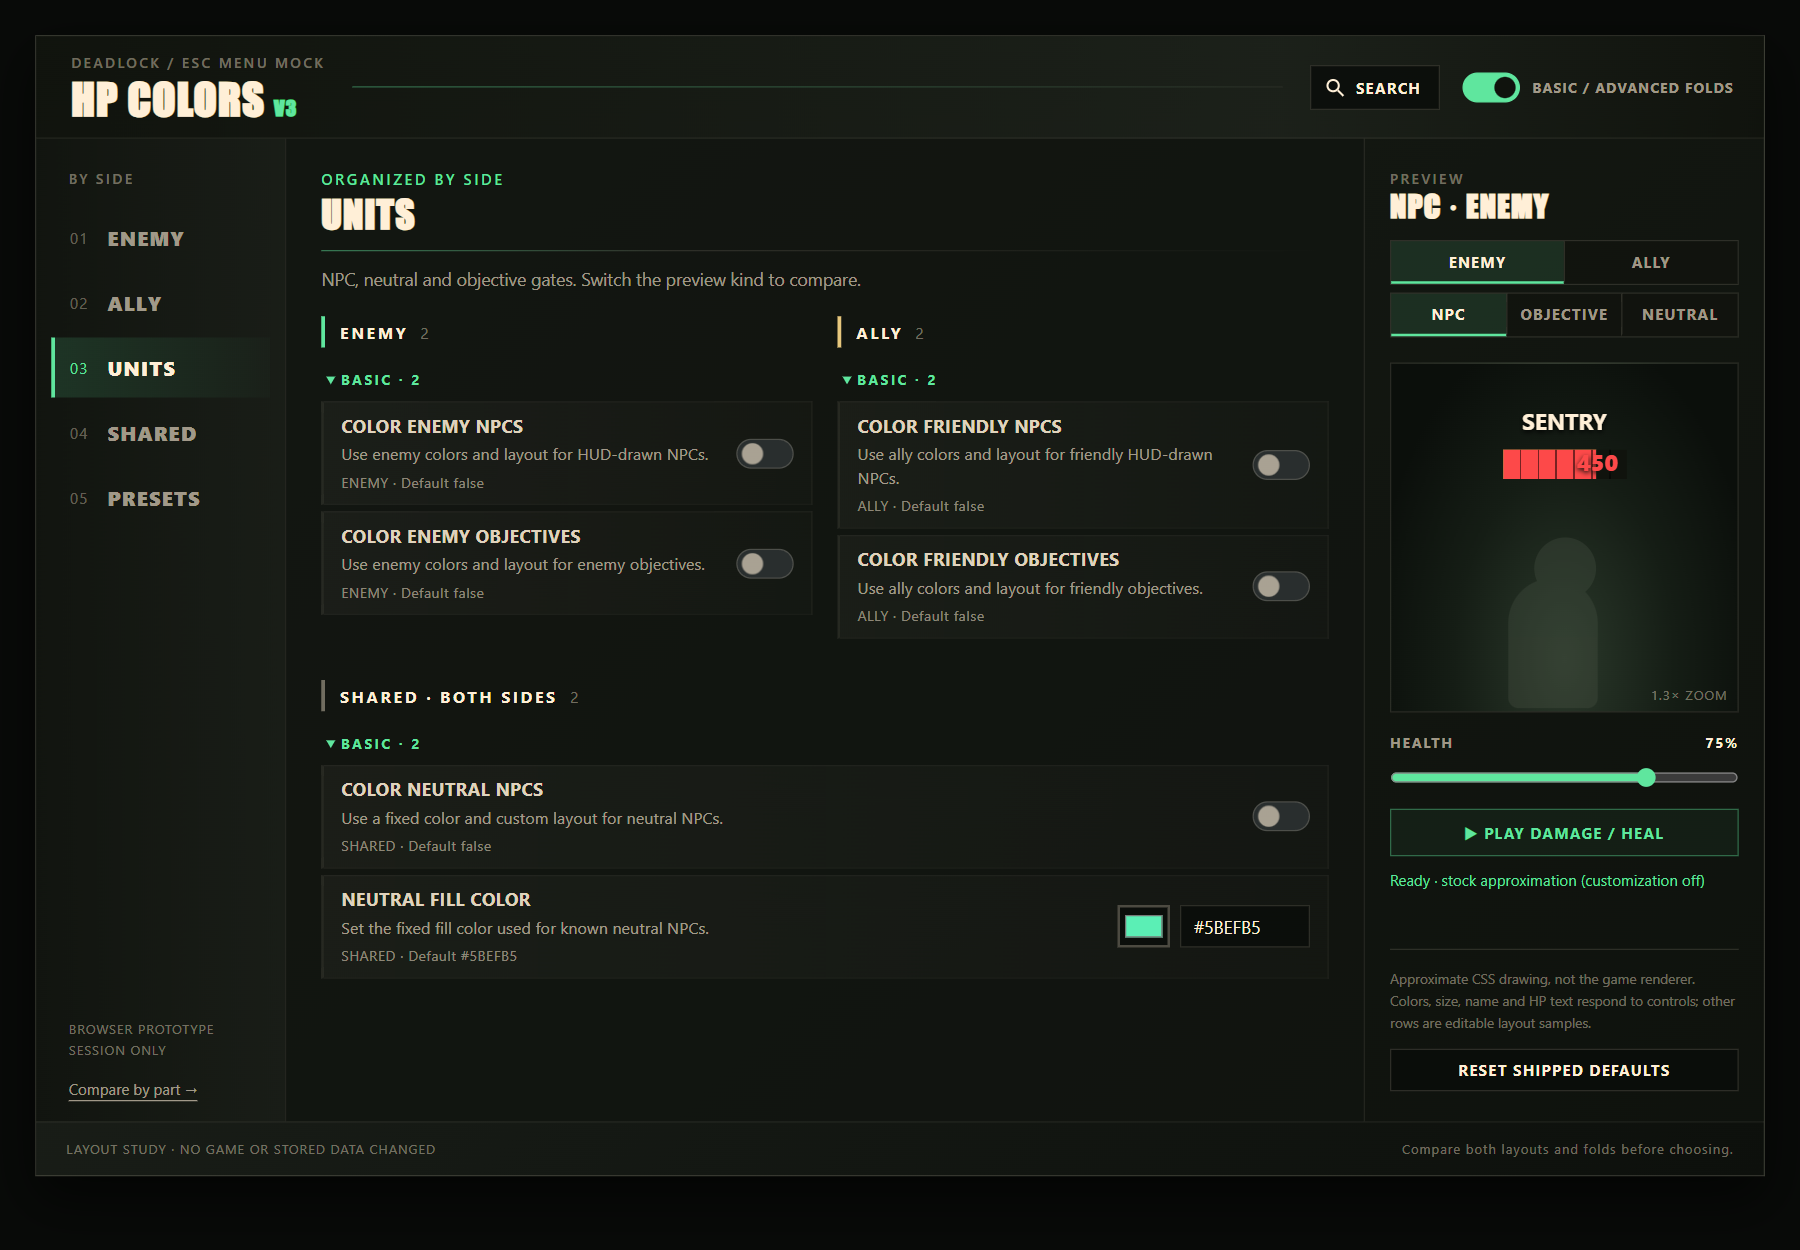 DEADLOCK / ESC MENU MOCK
HP COLORS V3
SEARCH
BASIC / ADVANCED FOLDS
BY SIDE
01 ENEMY
02 ALLY
03 UNITS
04 SHARED
05 PRESETS
BROWSER PROTOTYPE
SESSION ONLY
Compare by part →
ORGANIZED BY SIDE
UNITS
NPC, neutral and objective gates. Switch the preview kind to compare.
ENEMY 2
▼ BASIC · 2
COLOR ENEMY NPCS
Use enemy colors and layout for HUD-drawn NPCs.
ENEMY · Default false
COLOR ENEMY OBJECTIVES
Use enemy colors and layout for enemy objectives.
ENEMY · Default false
ALLY 2
▼ BASIC · 2
COLOR FRIENDLY NPCS
Use ally colors and layout for friendly HUD-drawn
NPCs.
ALLY · Default false
COLOR FRIENDLY OBJECTIVES
Use ally colors and layout for friendly objectives.
ALLY · Default false
SHARED · BOTH SIDES 2
▼ BASIC · 2
COLOR NEUTRAL NPCS
Use a fixed color and custom layout for neutral NPCs.
SHARED · Default false
NEUTRAL FILL COLOR
Set the fixed fill color used for known neutral NPCs.
SHARED · Default #5BEFB5
#5BEFB5
PREVIEW
NPC · ENEMY
ENEMY ALLY
NPC OBJECTIVE NEUTRAL
SENTRY
450
1.3× ZOOM
HEALTH 75%
▶ PLAY DAMAGE / HEAL
Ready · stock approximation (customization off)
Approximate CSS drawing, not the game renderer.
Colors, size, name and HP text respond to controls; other
rows are editable layout samples.
RESET SHIPPED DEFAULTS
LAYOUT STUDY · NO GAME OR STORED DATA CHANGED
Compare both layouts and folds before choosing.